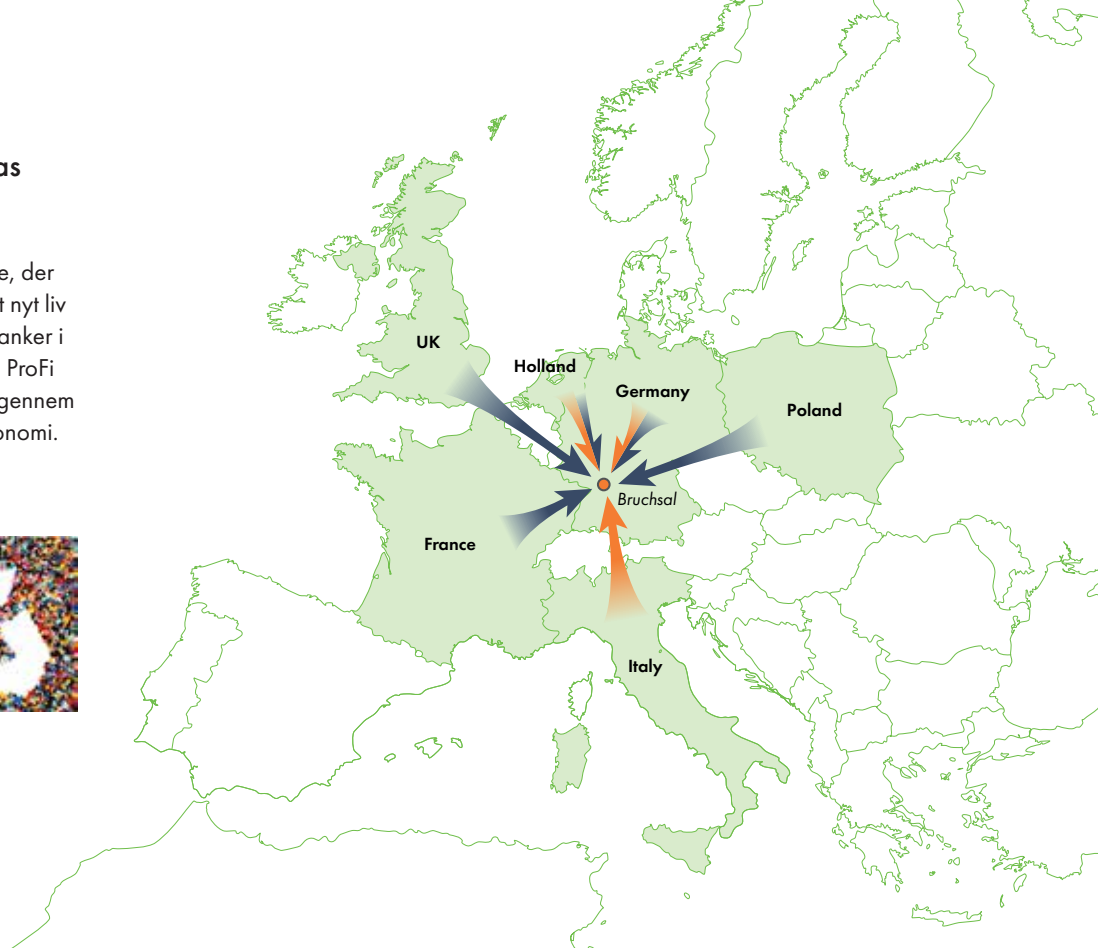 as
e, der
t nyt liv
anker i
ProFi
gennem
onomi.
UK
Holland
Germany
Poland
Bruchsal
France
Italy